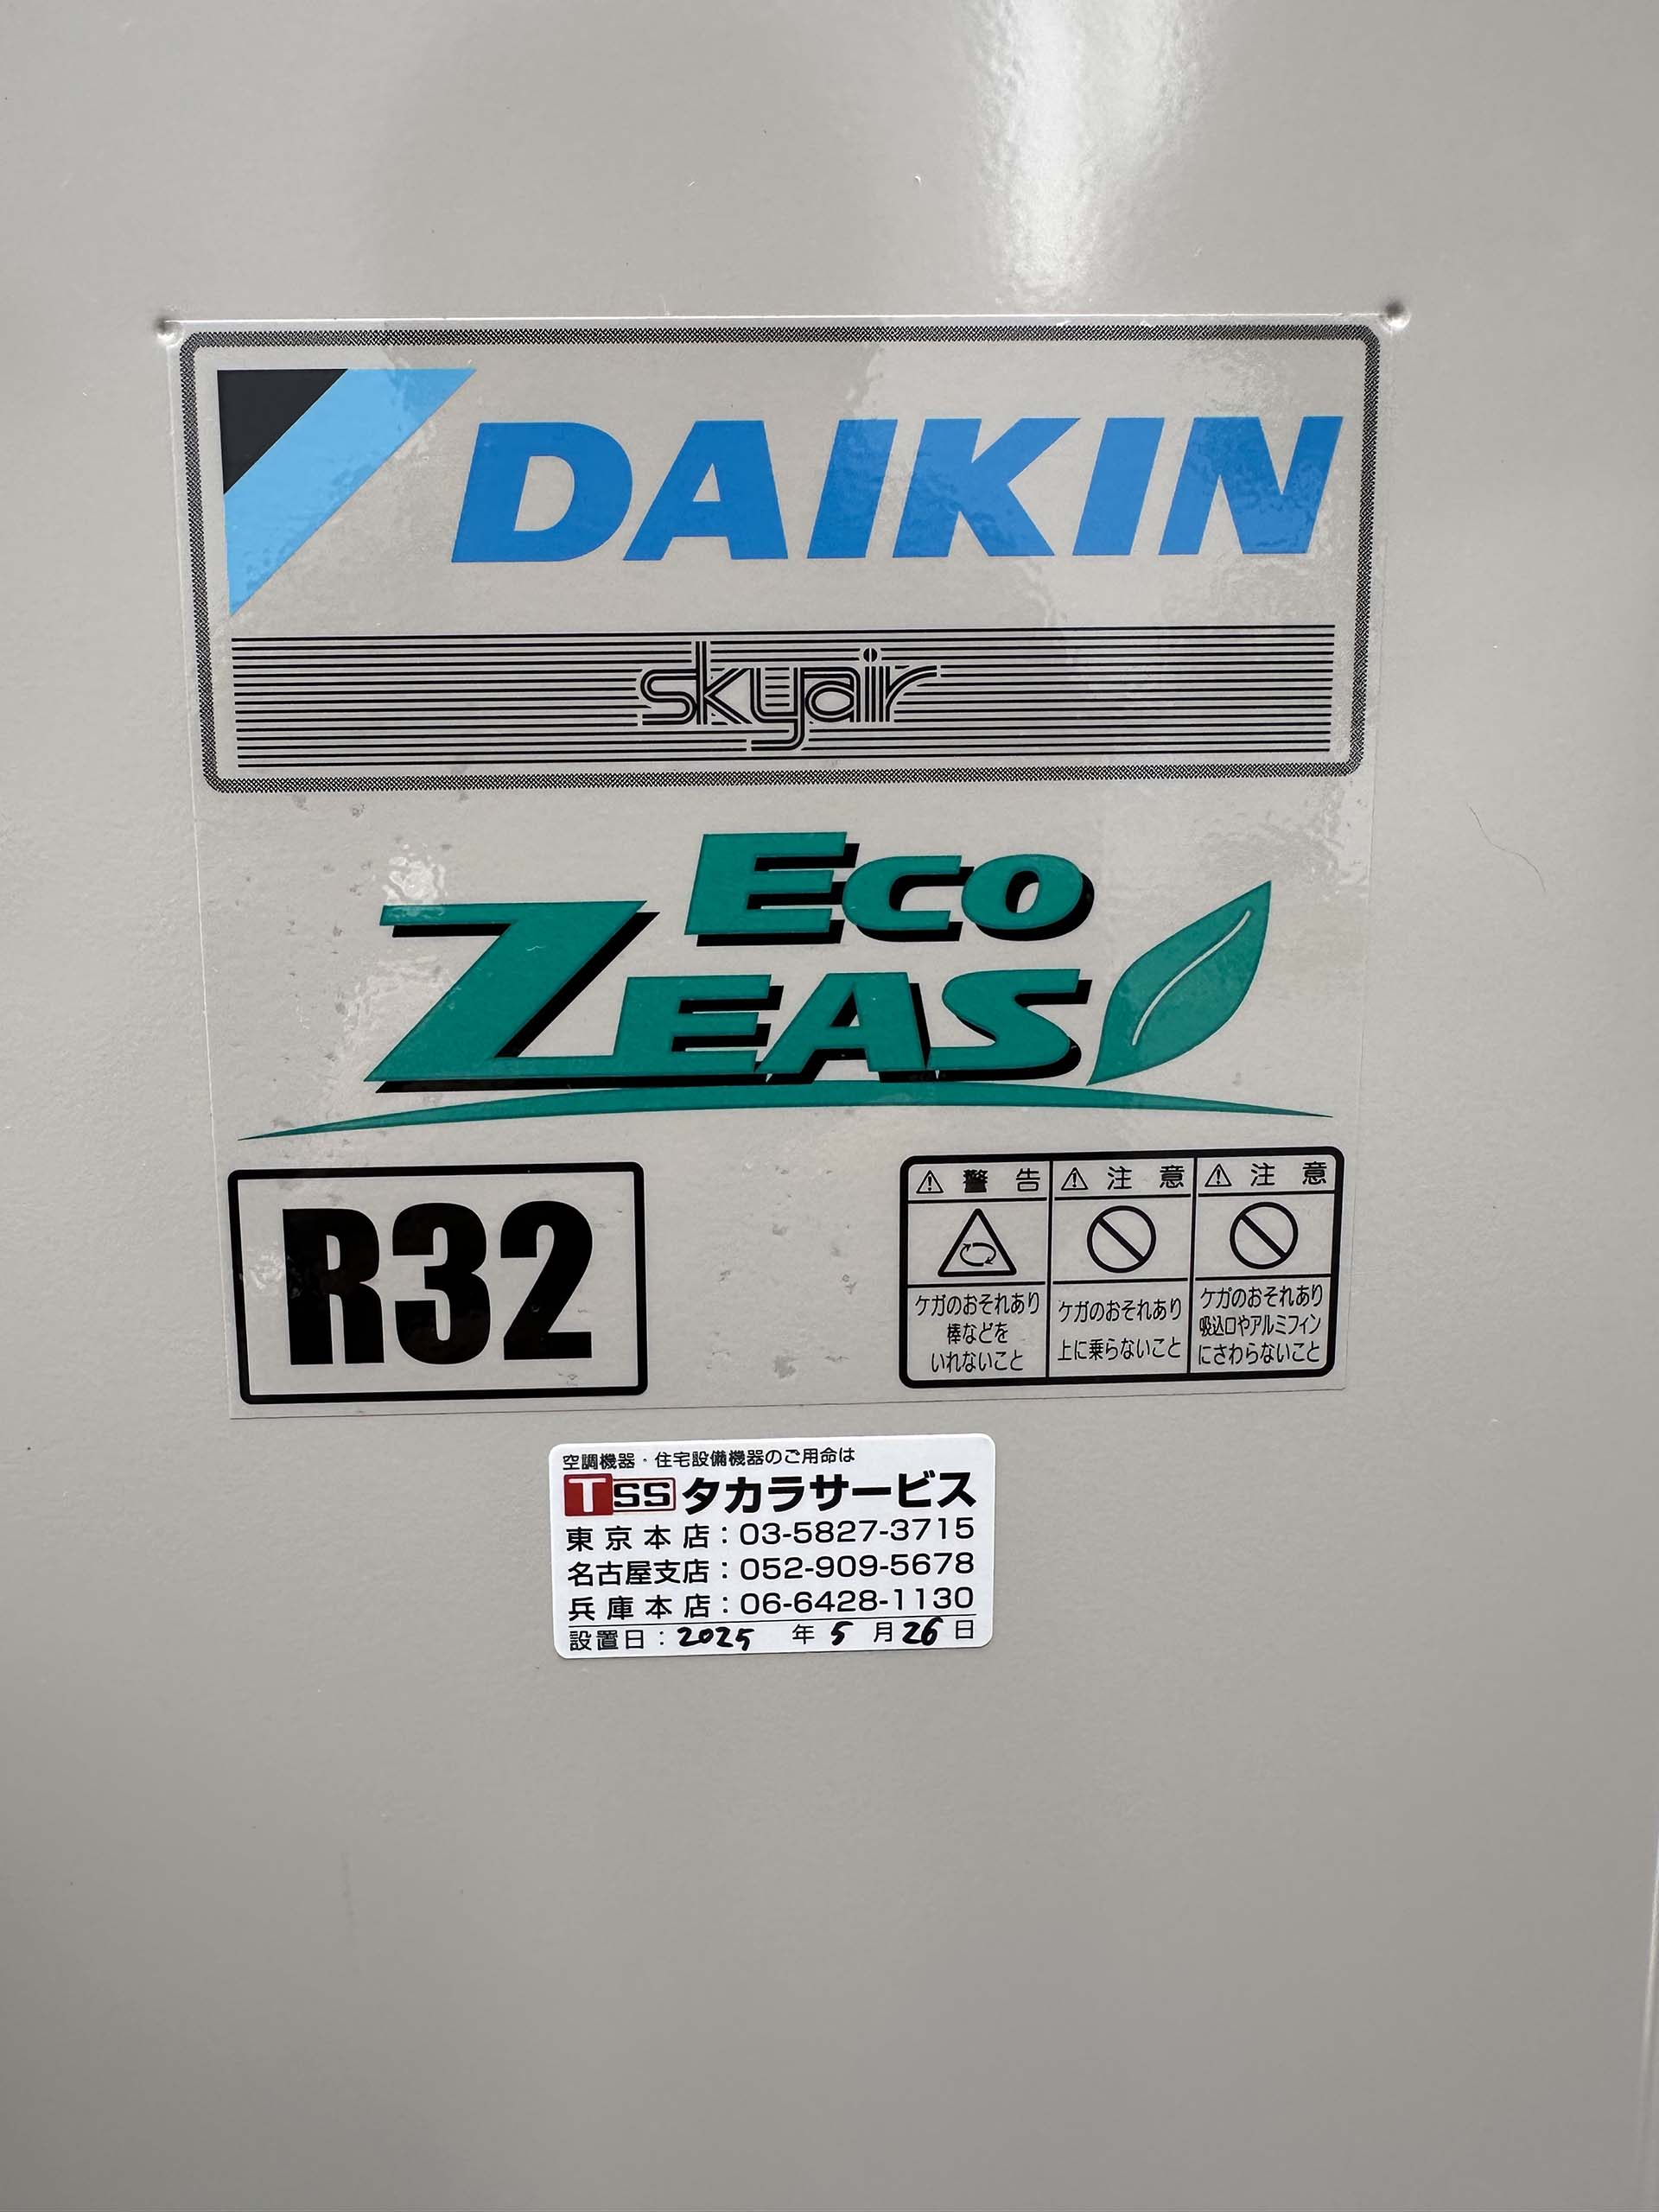 DAIKIN
skyair
ECO
ZEAS
R32
⚠警告
ケガのおそれあり
棒などを
いれないこと
⚠注意
ケガのおそれあり
上に乗らないこと
⚠注意
ケガのおそれあり
吸込口やアルミフィン
にさわらないこと
空調機器・住宅設備機器のご用命は
TSS タカラサービス
東京本店:03-5827-3715
名古屋支店:052-909-5678
兵庫本店:06-6428-1130
設置日:2025年5月26日